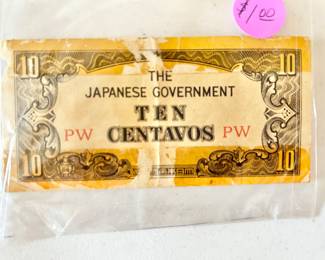 $1.00
10 10
THE
JAPANESE GOVERNMENT
TEN
PW CENTAVOS PW
10 10